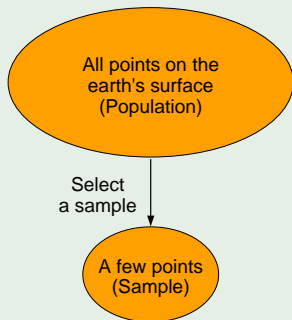 All points on the
earth's surface
(Population)
Select
a sample
A few points
(Sample)